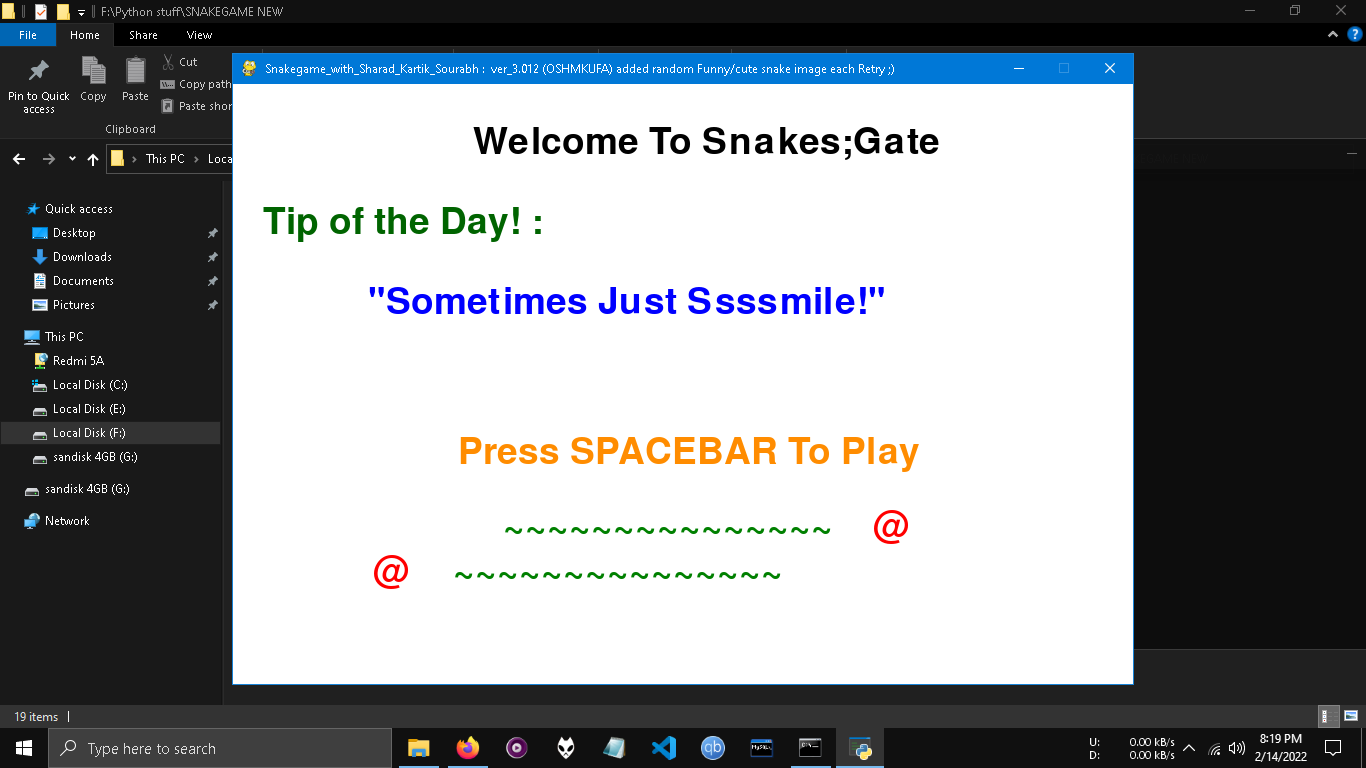 F:\Python stuff\SNAKEGAME NEW
File Home Share View
Pin to Quick access
Copy
Paste
Cut
Copy path
Paste shor
Clipboard
This PC Loca
Snakegame_with_Sharad_Kartik_Sourabh : ver_3.012 (OSHMKUFA) added random Funny/cute snake image each Retry ;)
Welcome To Snakes;Gate
Tip of the Day! :
"Sometimes Just Ssssmile!"
Press SPACEBAR To Play
~~~~~~~~~~~~~~~ @
@ ~~~~~~~~~~~~~~~
Quick access
Desktop
Downloads
Documents
Pictures
This PC
Redmi 5A
Local Disk (C:)
Local Disk (E:)
Local Disk (F:)
sandisk 4GB (G:)
sandisk 4GB (G:)
Network
19 items
Type here to search
qb
MySQL
U: 0.00 kB/s
D: 0.00 kB/s
8:19 PM
2/14/2022